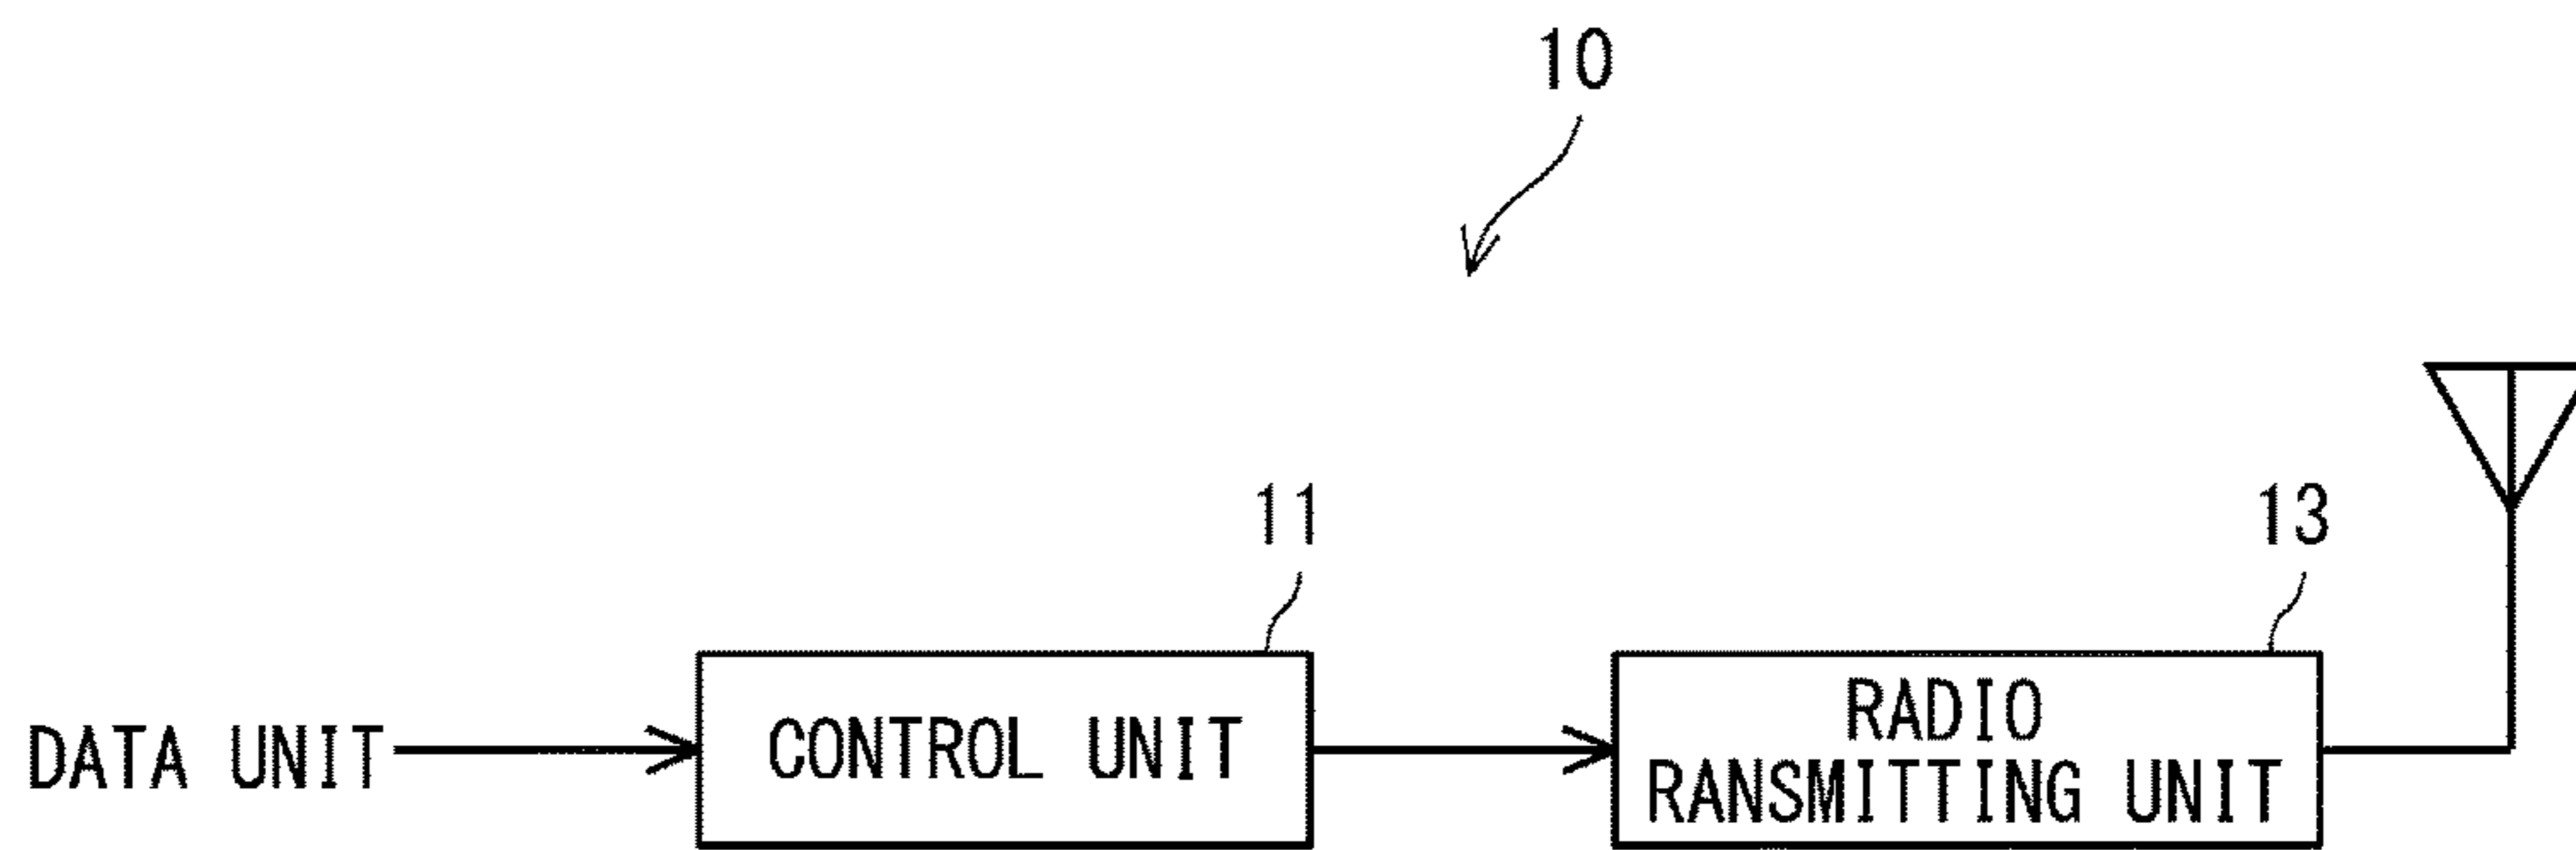 10
11
13
DATA UNIT
CONTROL UNIT
RADIO
RANSMITTING UNIT